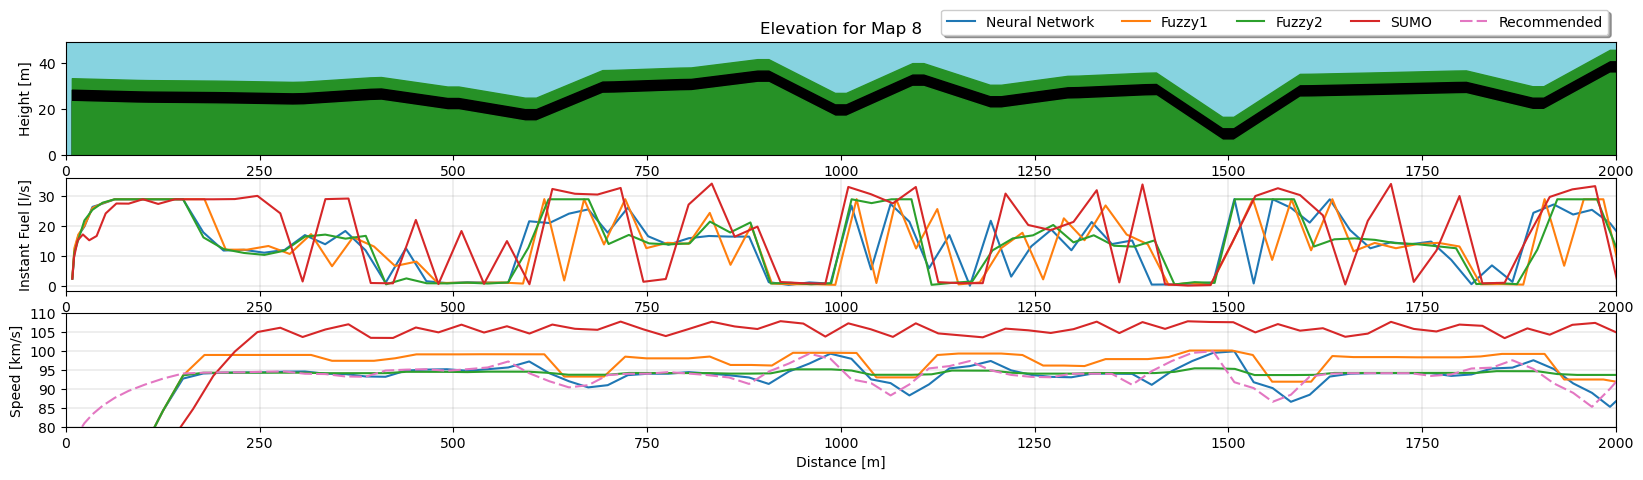 Elevation for Map 8
Neural Network Fuzzy1 Fuzzy2 SUMO Recommended
Height [m]
40
20
0
0 250 500 750 1000 1250 1500 1750 2000
Instant Fuel [l/s]
30
20
10
0
0 250 500 750 1000 1250 1500 1750 2000
Speed [km/s]
110
105
100
95
90
85
80
0 250 500 750 1000 1250 1500 1750 2000
Distance [m]